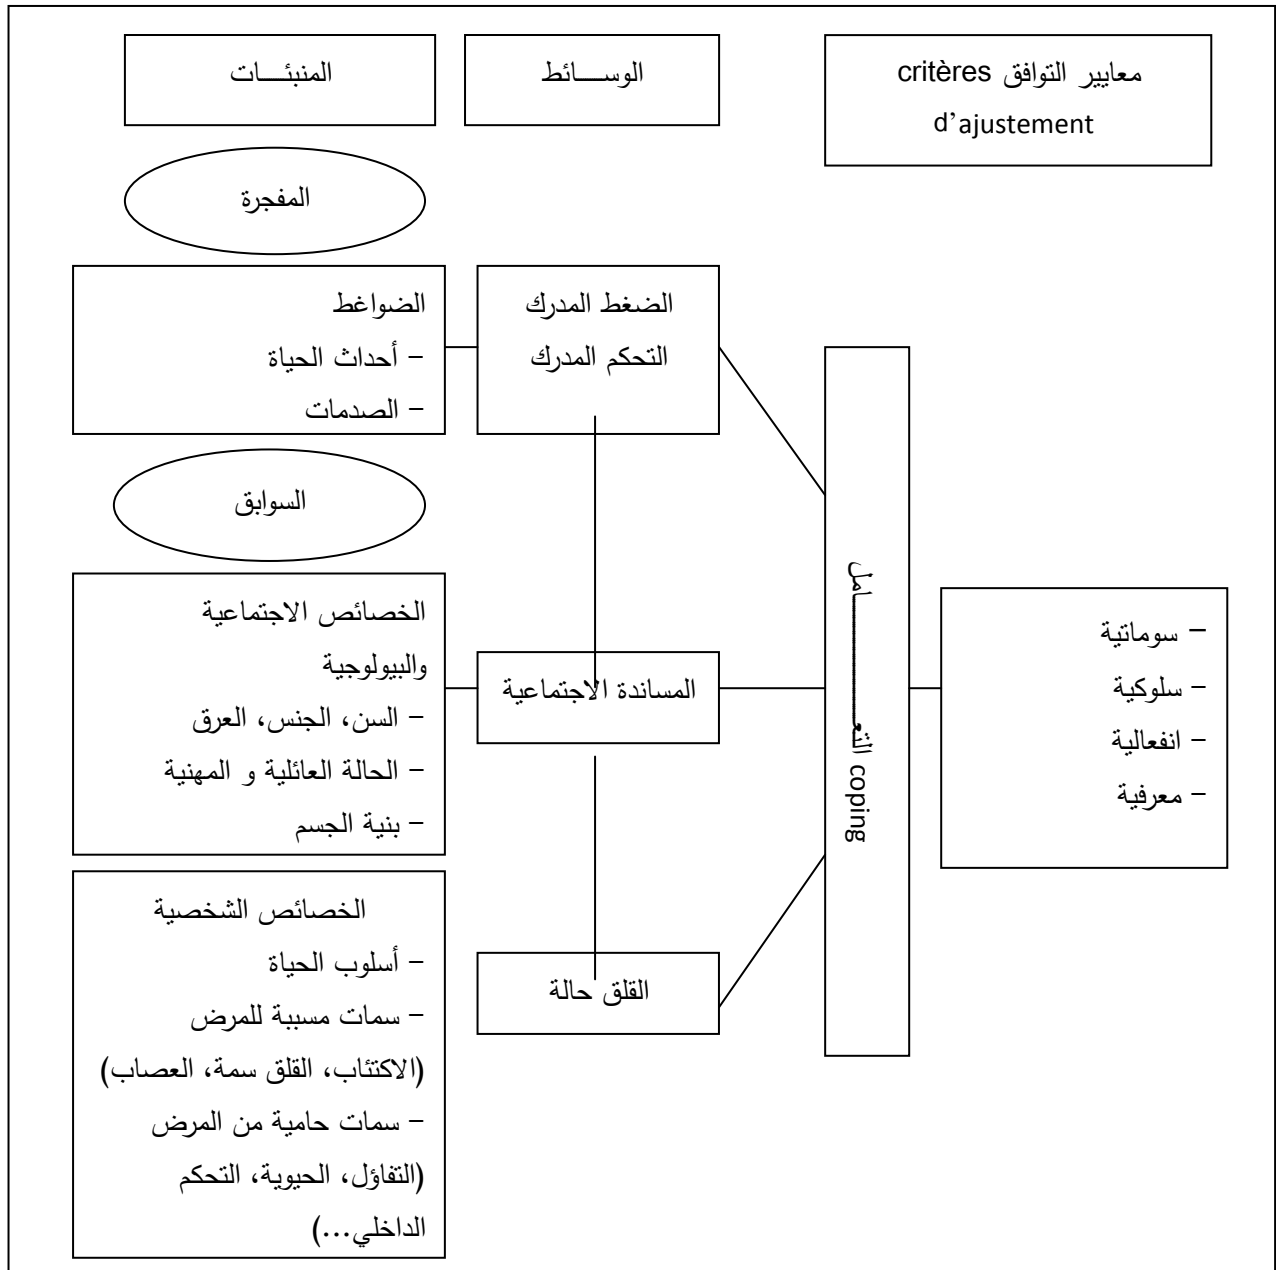 المنبئـــات
الوســـــائط
معايير التوافق critères
d’ajustement
المفجرة
الضواغط
– أحداث الحياة
– الصدمات
الضغط المدرك
التحكم المدرك
السوابق
الخصائص الاجتماعية
والبيولوجية
– السن، الجنس، العرق
– الحالة العائلية و المهنية
– بنية الجسم
المساندة الاجتماعية
التعـــــــــــامل coping
– سوماتية
– سلوكية
– انفعالية
– معرفية
الخصائص الشخصية
– أسلوب الحياة
– سمات مسببة للمرض
(الاكتئاب، القلق سمة، العصاب)
– سمات حامية من المرض
(التفاؤل، الحيوية، التحكم
الداخلي...)
القلق حالة